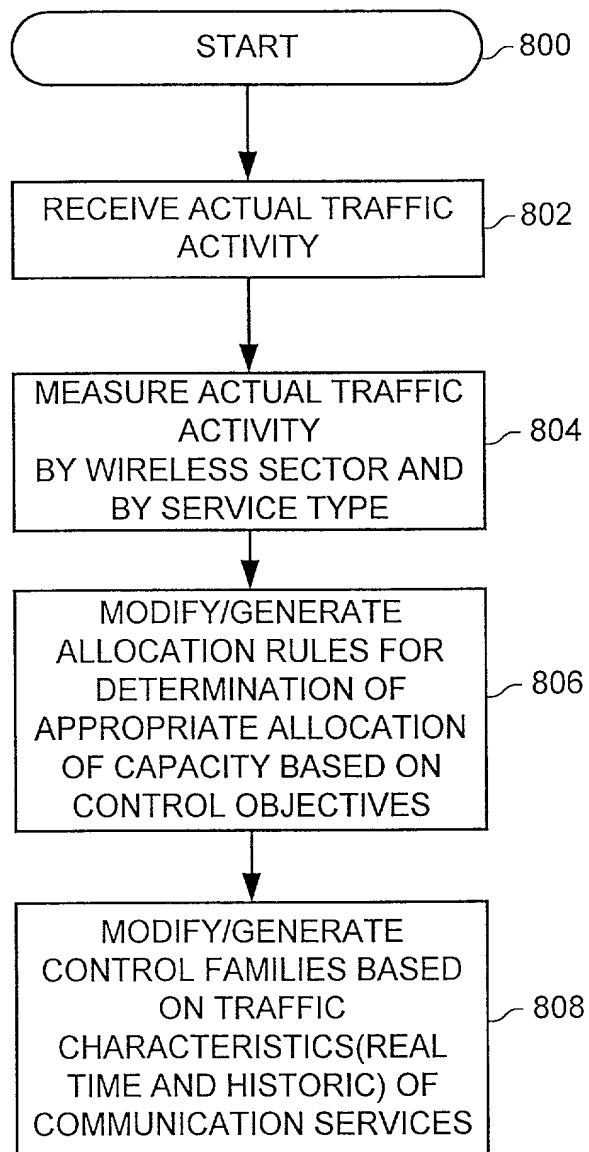 START
800
RECEIVE ACTUAL TRAFFIC
ACTIVITY
802
MEASURE ACTUAL TRAFFIC
ACTIVITY
BY WIRELESS SECTOR AND
BY SERVICE TYPE
804
MODIFY/GENERATE
ALLOCATION RULES FOR
DETERMINATION OF
APPROPRIATE ALLOCATION
OF CAPACITY BASED ON
CONTROL OBJECTIVES
806
MODIFY/GENERATE
CONTROL FAMILIES BASED
ON TRAFFIC
CHARACTERISTICS(REAL
TIME AND HISTORIC) OF
COMMUNICATION SERVICES
808